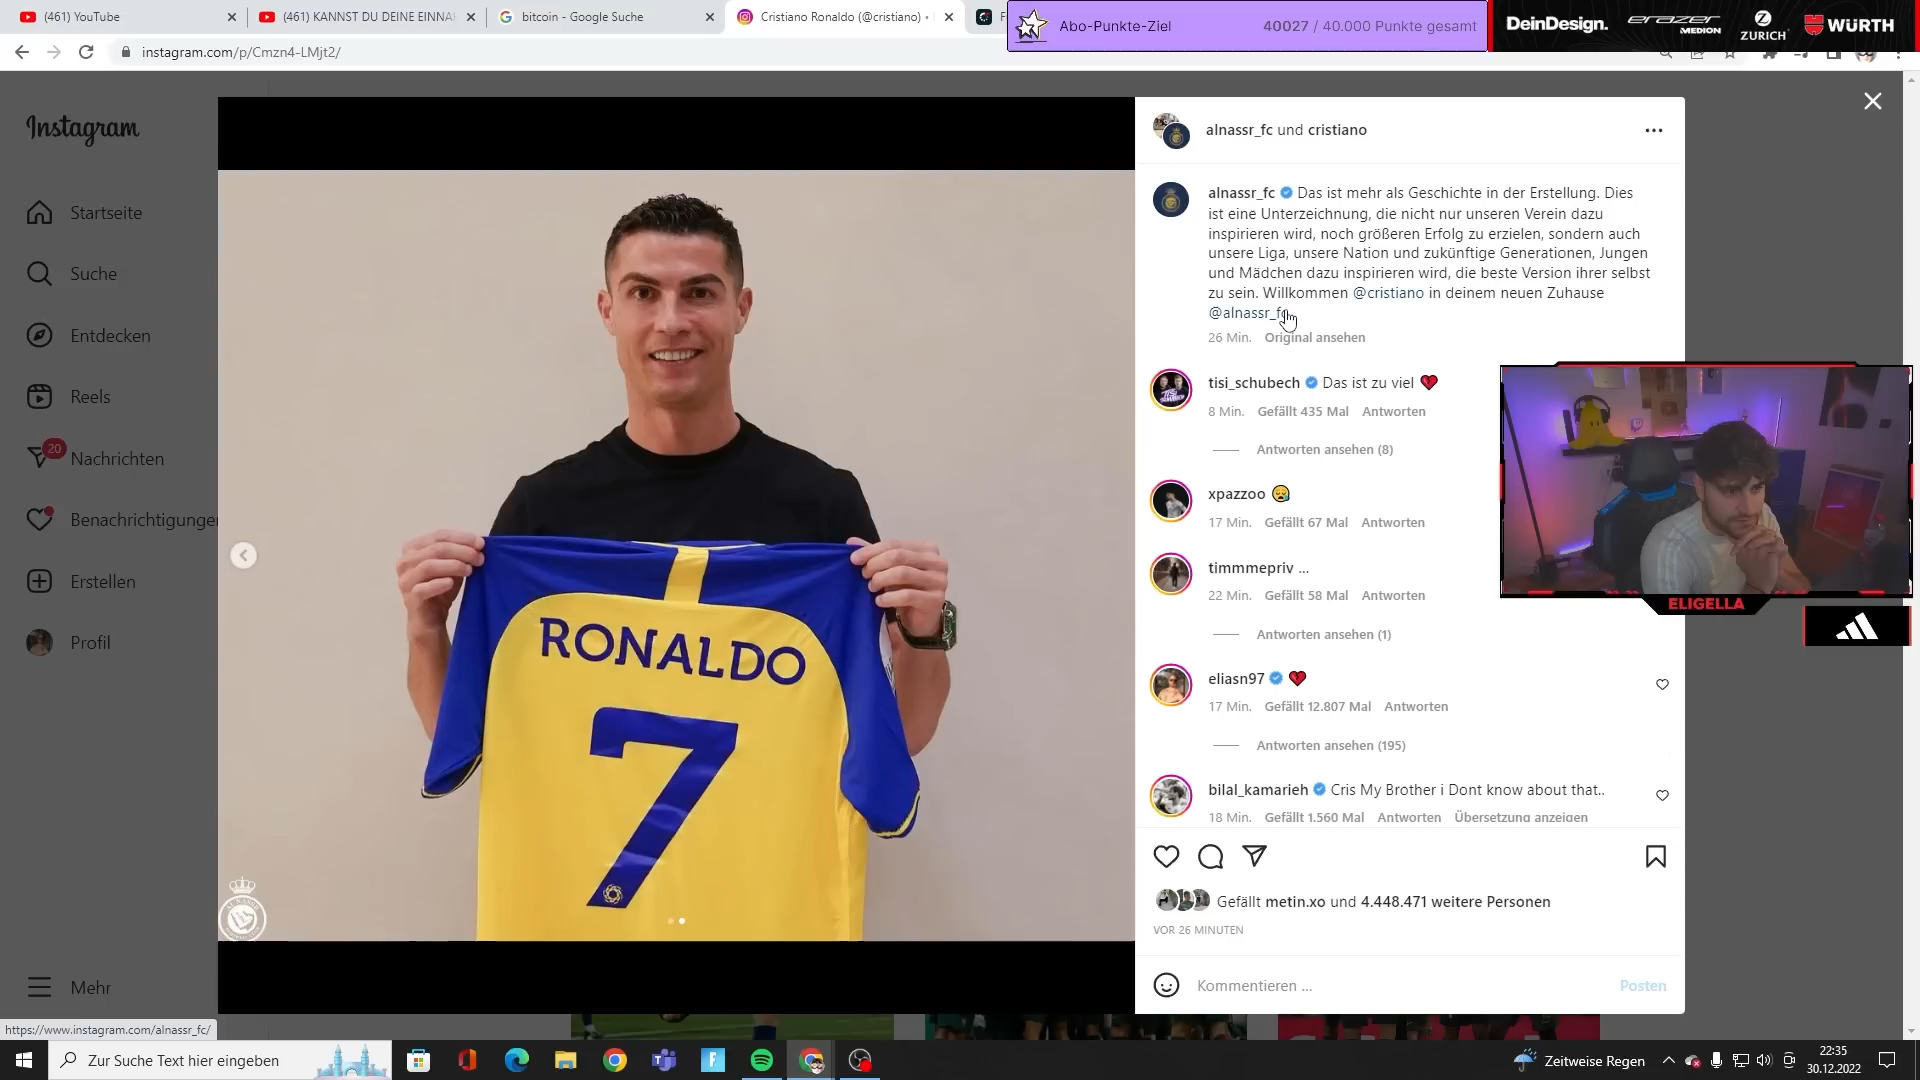 (461) YouTube
(461) KANNST DU DEINE EINNA
bitcoin - Google Suche
Cristiano Ronaldo (@cristiano) •
Abo-Punkte-Ziel
40027 / 40.000 Punkte gesamt
DeinDesign.
erazer
MEDION
ZURICH
WÜRTH
instagram.com/p/Cmzn4-LMjt2/
Instagram
Startseite
Suche
Entdecken
Reels
20
Nachrichten
Benachrichtigungen
Erstellen
Profil
Mehr
https://www.instagram.com/alnassr_fc/
RONALDO
7
alnassr_fc und cristiano
alnassr_fc Das ist mehr als Geschichte in der Erstellung. Dies
ist eine Unterzeichnung, die nicht nur unseren Verein dazu
inspirieren wird, noch größeren Erfolg zu erzielen, sondern auch
unsere Liga, unsere Nation und zukünftige Generationen, Jungen
und Mädchen dazu inspirieren wird, die beste Version ihrer selbst
zu sein. Willkommen @cristiano in deinem neuen Zuhause
@alnassr_fc
26 Min. Original ansehen
tisi_schubech Das ist zu viel 💔
8 Min. Gefällt 435 Mal Antworten
Antworten ansehen (8)
xpazzoo 😪
17 Min. Gefällt 67 Mal Antworten
timmmepriv ...
22 Min. Gefällt 58 Mal Antworten
Antworten ansehen (1)
eliasn97 💔
17 Min. Gefällt 12.807 Mal Antworten
Antworten ansehen (195)
bilal_kamarieh Cris My Brother i Dont know about that..
18 Min. Gefällt 1.560 Mal Antworten Übersetzung anzeigen
Gefällt metin.xo und 4.448.471 weitere Personen
VOR 26 MINUTEN
Kommentieren ...
Posten
ELIGELLA
Zur Suche Text hier eingeben
Zeitweise Regen
22:35
30.12.2022